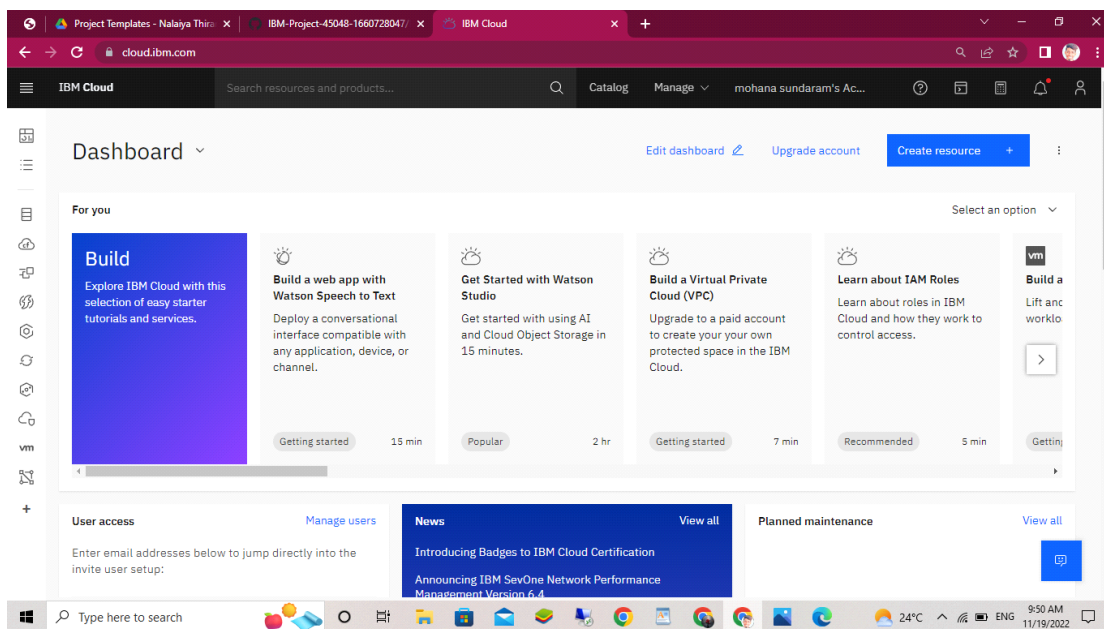 Project Templates - Nalaiya Thira
IBM-Project-45048-1660728047/
IBM Cloud
cloud.ibm.com
IBM Cloud
Search resources and products...
Catalog
Manage
mohana sundaram's Ac...
Dashboard
Edit dashboard
Upgrade account
Create resource +
For you
Select an option
Build
Explore IBM Cloud with this
selection of easy starter
tutorials and services.
Build a web app with
Watson Speech to Text
Deploy a conversational
interface compatible with
any application, device, or
channel.
Getting started
15 min
Get Started with Watson
Studio
Get started with using AI
and Cloud Object Storage in
15 minutes.
Popular
2 hr
Build a Virtual Private
Cloud (VPC)
Upgrade to a paid account
to create your your own
protected space in the IBM
Cloud.
Getting started
7 min
Learn about IAM Roles
Learn about roles in IBM
Cloud and how they work to
control access.
Recommended
5 min
vm
Build a
Lift and
worklo
Getting
vm
User access
Manage users
Enter email addresses below to jump directly into the
invite user setup:
News
View all
Introducing Badges to IBM Cloud Certification
Announcing IBM SevOne Network Performance
Management Version 6.4
Planned maintenance
View all
Type here to search
24°C
ENG
9:50 AM
11/19/2022